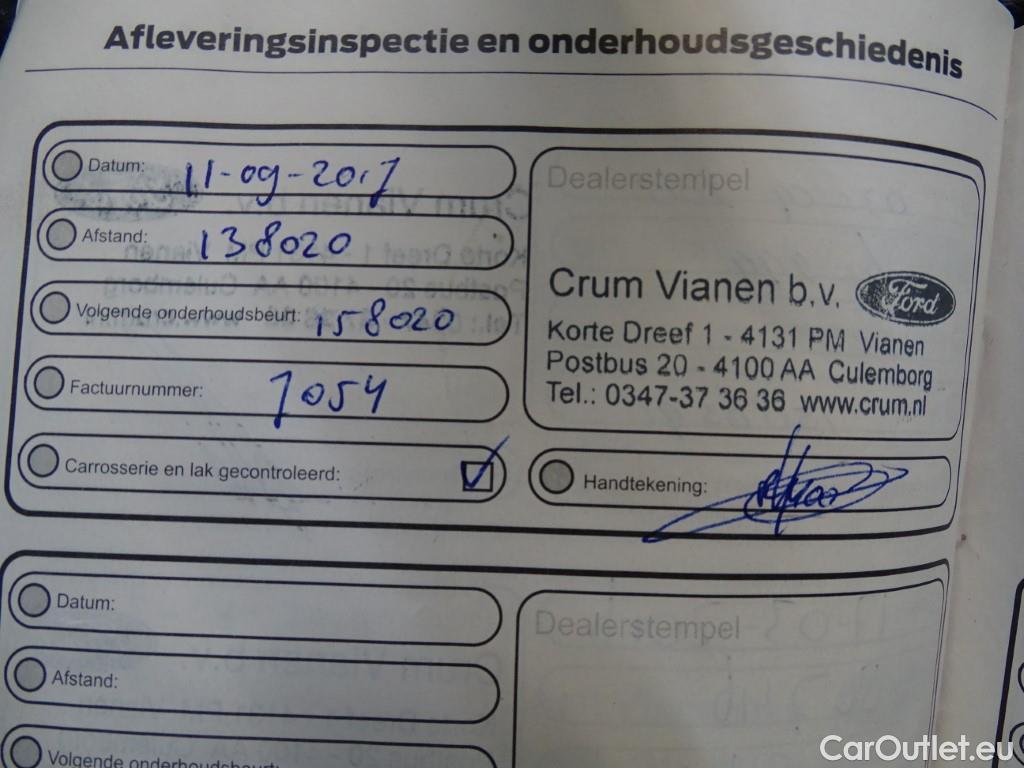 Afleveringsinspectie en onderhoudsgeschiedenis
Datum: 11-09-2017
Afstand: 138020
Volgende onderhoudsbeurt: 158020
Factuurnummer: 7054
Carrosserie en lak gecontroleerd:
Dealerstempel
Crum Vianen b.v. Ford
Korte Dreef 1 - 4131 PM Vianen
Postbus 20 - 4100 AA Culemborg
Tel.: 0347-37 36 36 www.crum.nl
Handtekening:
Datum:
Afstand:
Volgende onderhoudsbeurt:
Dealerstempel
CarOutlet.eu